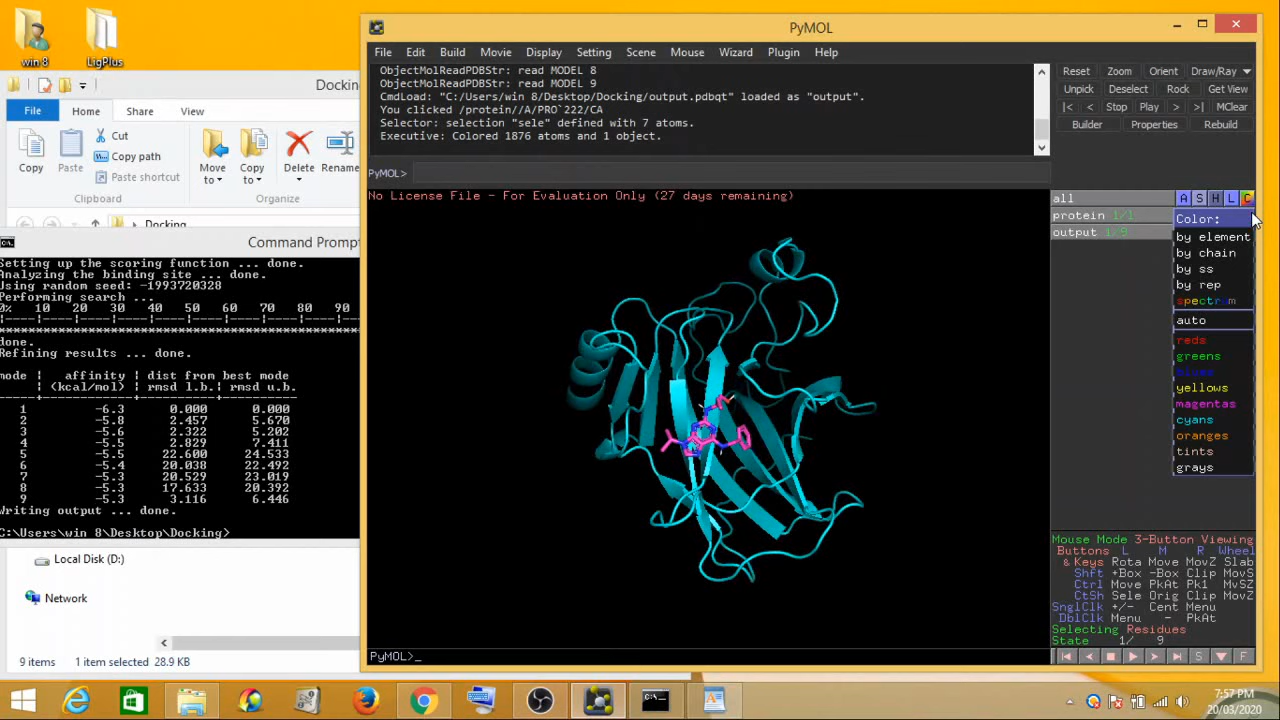 win 8
LigPlus
Docking
File
Home
Share
View
Copy
Paste
Cut
Copy path
Paste shortcut
Move to
Copy to
Delete
Rename
Clipboard
Organize
Docking
Command Prompt
Setting up the scoring function ... done.
Analyzing the binding site ... done.
Using random seed: -1993720328
Performing search ...
0% 10 20 30 40 50 60 70 80 90
|----|----|----|----|----|----|----|----|----|
done.
Refining results ... done.
mode | affinity | dist from best mode
| (kcal/mol) | rmsd l.b.| rmsd u.b.
1 -6.3 0.000 0.000
2 -5.8 2.457 5.670
3 -5.6 2.322 5.202
4 -5.5 2.829 7.411
5 -5.5 22.600 24.533
6 -5.4 20.038 22.492
7 -5.3 20.529 23.019
8 -5.3 17.633 20.392
9 -5.3 3.116 6.446
Writing output ... done.
C:\Users\win 8\Desktop\Docking>
Local Disk (D:)
Network
9 items 1 item selected 28.9 KB
PyMOL
File Edit Build Movie Display Setting Scene Mouse Wizard Plugin Help
ObjectMolReadPDBStr: read MODEL 8
ObjectMolReadPDBStr: read MODEL 9
CmdLoad: "C:/Users/win 8/Desktop/Docking/output.pdbqt" loaded as "output".
You clicked /protein//A/PRO`222/CA
Selector: selection "sele" defined with 7 atoms.
Executive: Colored 1876 atoms and 1 object.
PyMOL>
Reset Zoom Orient Draw/Ray
Unpick Deselect Rock Get View
|< < Stop Play > >| MClear
Builder Properties Rebuild
No License File - For Evaluation Only (27 days remaining)
all A S H L C
protein 1/1
output 1/9
Color:
by element
by chain
by ss
by rep
spectrum
auto
reds
greens
blues
yellows
magentas
cyans
oranges
tints
grays
Mouse Mode 3-Button Viewing
Buttons L M R Wheel
& Keys Rota Move MovZ Slab
Shft +Box -Box Clip MovS
Ctrl Move PkAt Pk1 MvSZ
CtSh Sele Orig Clip MovZ
SnglClk +/- Cent Menu
DblClk Menu - PkAt
Selecting Residues
State 1/ 9
S F
PyMOL>_
7:57 PM
20/03/2020